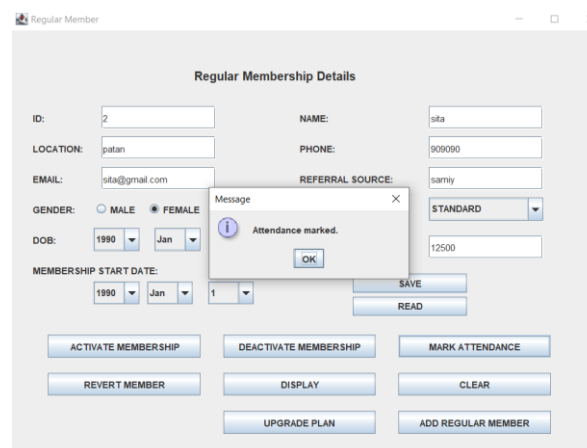 Regular Member
Regular Membership Details
ID: 2 NAME: sita
LOCATION: patan PHONE: 909090
EMAIL: sita@gmail.com REFERRAL SOURCE: samiy
GENDER: MALE FEMALE STANDARD
Message
Attendance marked.
OK
DOB: 1990 Jan 12500
MEMBERSHIP START DATE:
1990 Jan 1
SAVE
READ
ACTIVATE MEMBERSHIP DEACTIVATE MEMBERSHIP MARK ATTENDANCE
REVERT MEMBER DISPLAY CLEAR
UPGRADE PLAN ADD REGULAR MEMBER